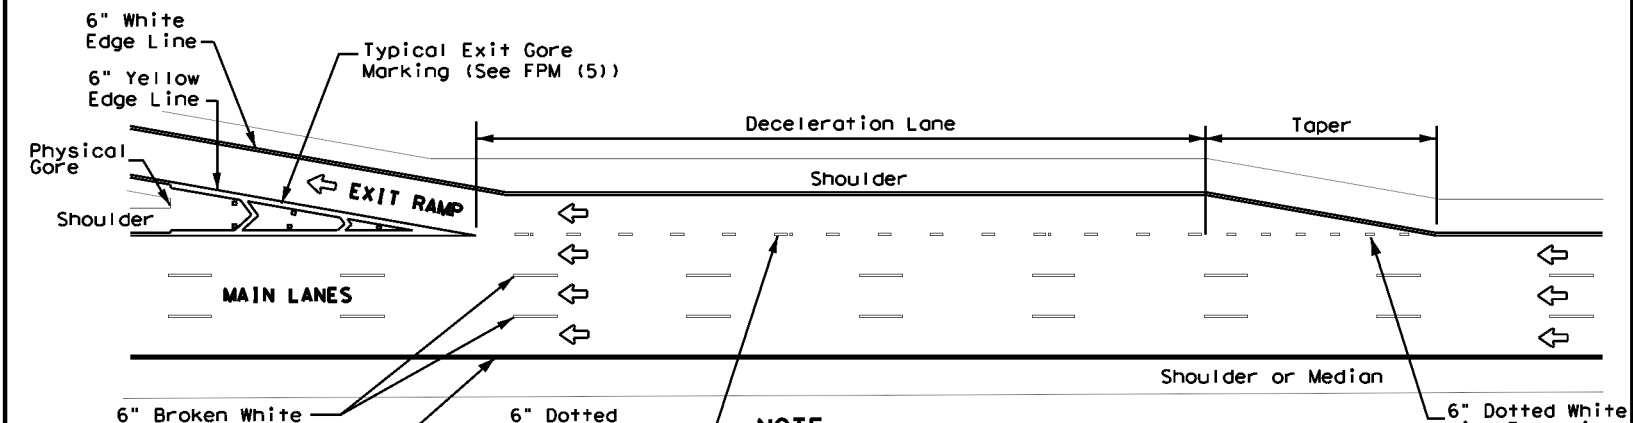 6" White
Edge Line
Typical Exit Gore
Marking (See FPM (5))
6" Yellow
Edge Line
Deceleration Lane
Taper
Physical
Gore
EXIT RAMP
Shoulder
Shoulder
MAIN LANES
Shoulder or Median
6" Broken White
6" Dotted
NOTE
6" Dotted White